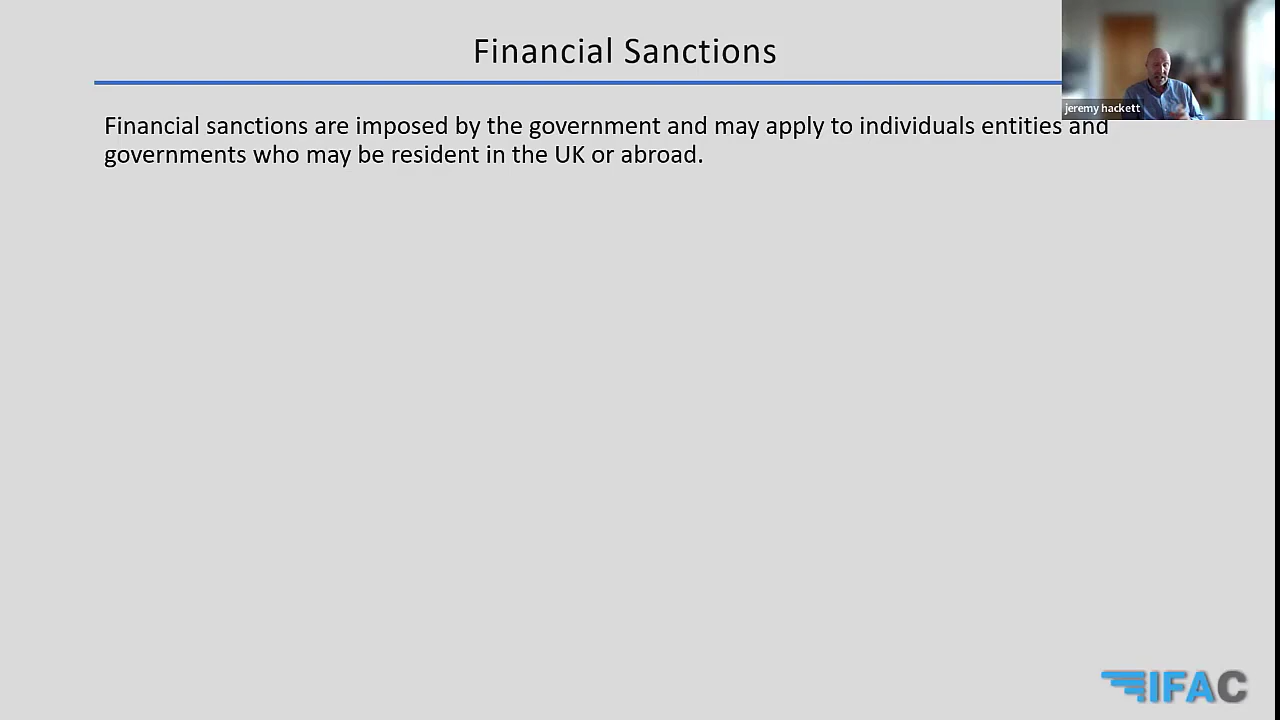 Financial Sanctions
jeremy hackett
Financial sanctions are imposed by the government and may apply to individuals entities and
governments who may be resident in the UK or abroad.
IFAC